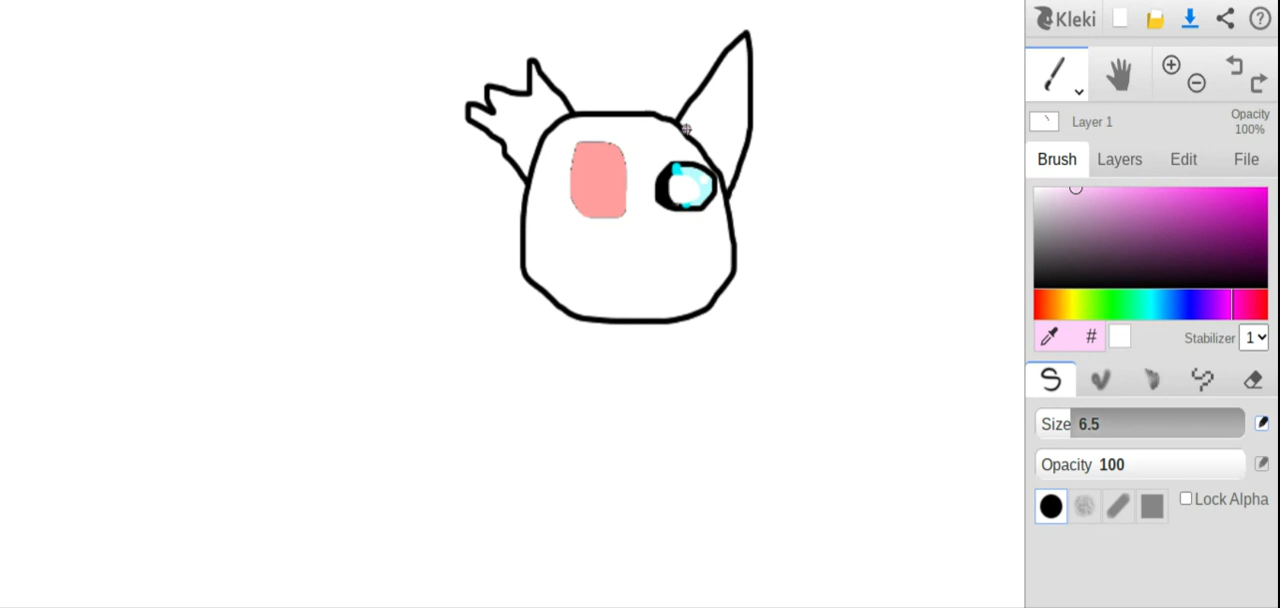 Kleki
Layer 1
Opacity
100%
Brush Layers Edit File
# Stabilizer 1
Size 6.5
Opacity 100
Lock Alpha